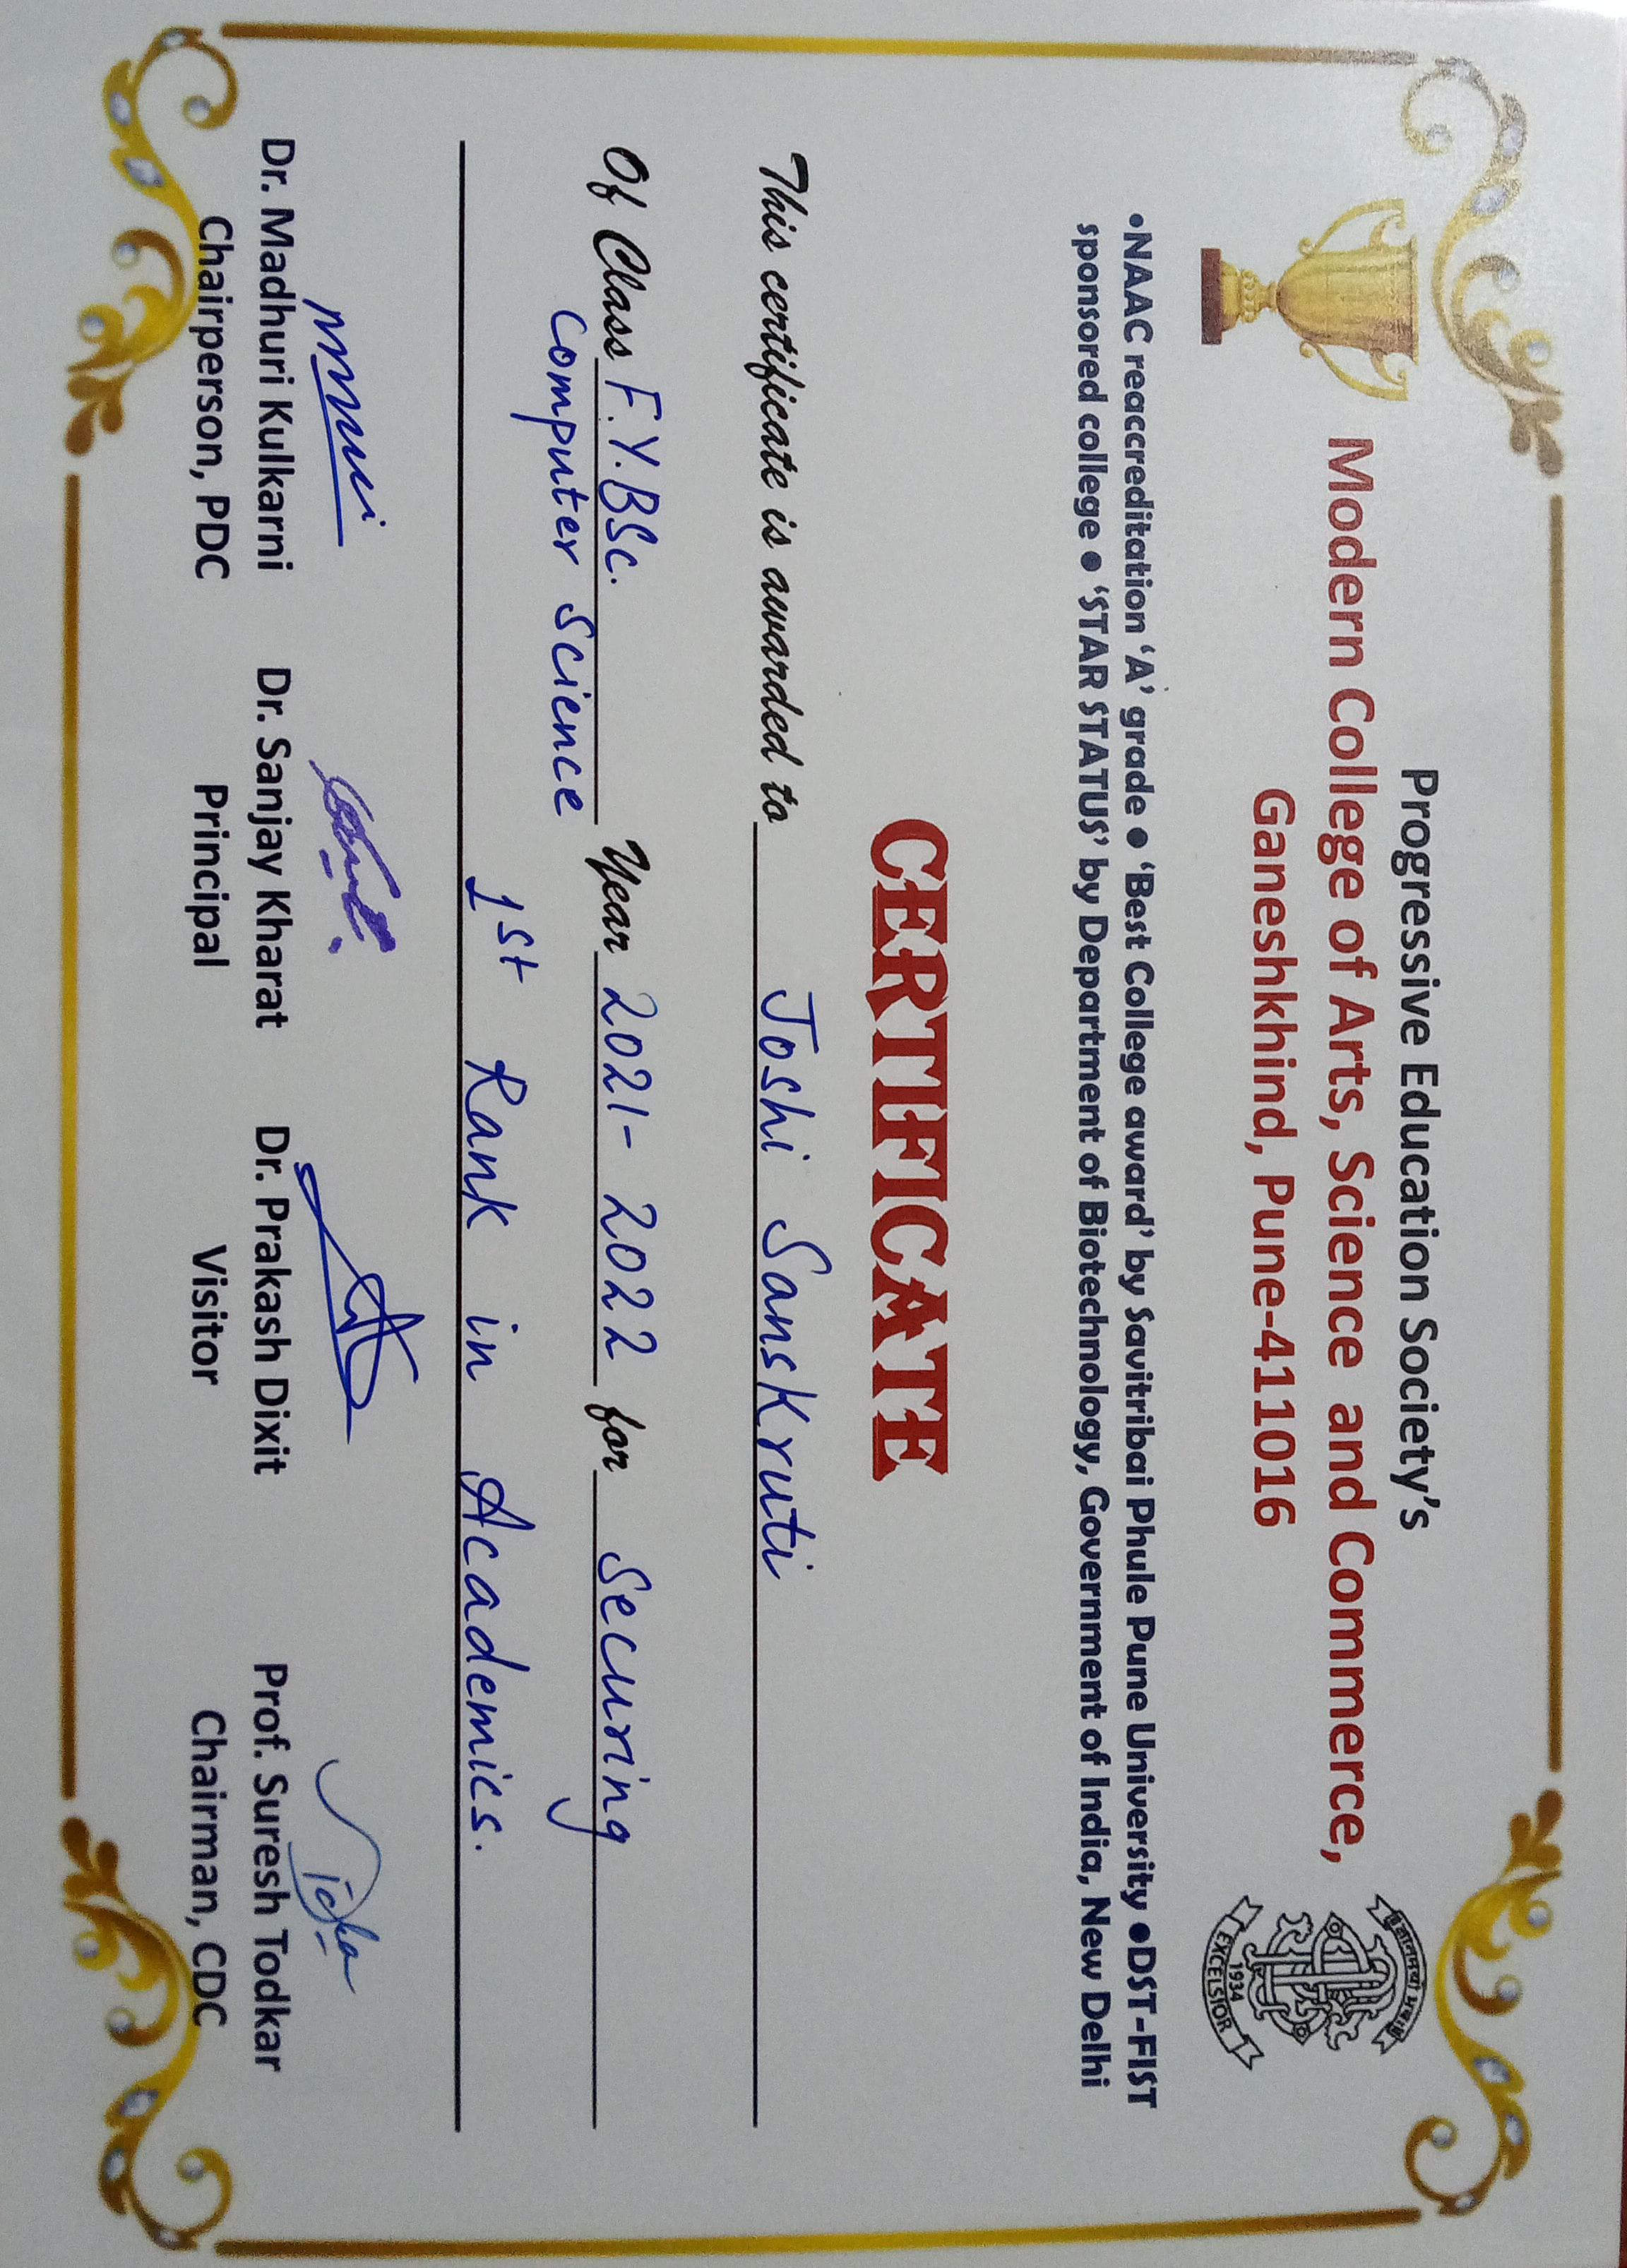 Progressive Education Society's
Modern College of Arts, Science and Commerce,
Ganeshkhind, Pune-411016
1934
EXCELSIOR
•NAAC reaccreditation ‘A’ grade ● ‘Best College award’ by Savitribai Phule Pune University ●DST-FIST
sponsored college ● ‘STAR STATUS’ by Department of Biotechnology, Government of India, New Delhi
CERTIFICATE
This certificate is awarded to Joshi Sanskruti
Of Class F.Y.BSc. Year 2021- 2022 for Securing
Computer Science
1st Rank in Academics.
Dr. Madhuri Kulkarni Dr. Sanjay Kharat Dr. Prakash Dixit Prof. Suresh Todkar
Chairperson, PDC Principal Visitor Chairman, CDC